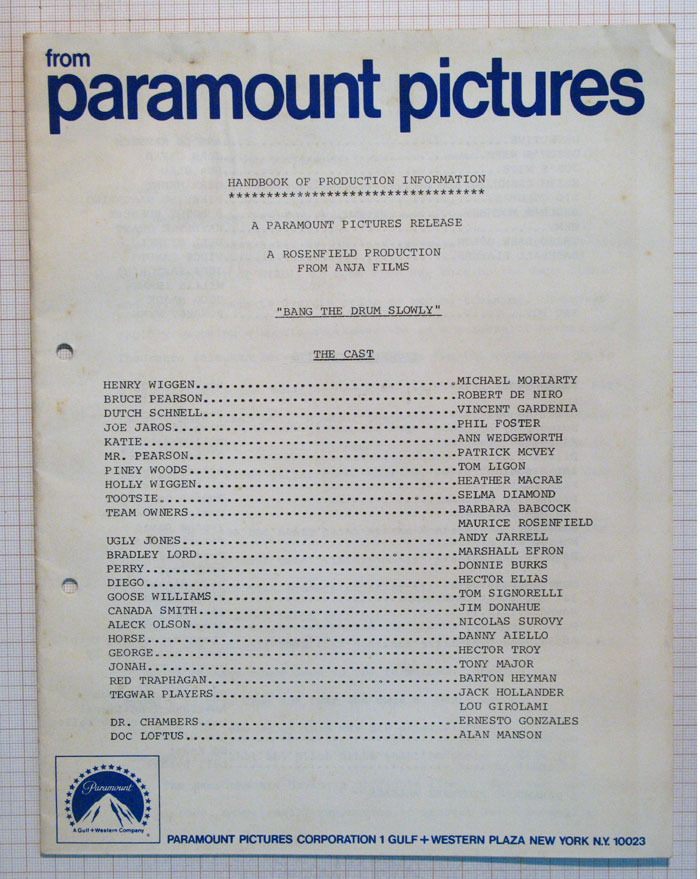 from
paramount pictures
HANDBOOK OF PRODUCTION INFORMATION
**********************************
A PARAMOUNT PICTURES RELEASE
A ROSENFIELD PRODUCTION
FROM ANJA FILMS
"BANG THE DRUM SLOWLY"
THE CAST
HENRY WIGGEN..................................MICHAEL MORIARTY
BRUCE PEARSON.................................ROBERT DE NIRO
DUTCH SCHNELL.................................VINCENT GARDENIA
JOE JAROS.....................................PHIL FOSTER
KATIE.........................................ANN WEDGEWORTH
MR. PEARSON...................................PATRICK MCVEY
PINEY WOODS...................................TOM LIGON
HOLLY WIGGEN..................................HEATHER MACRAE
TOOTSIE.......................................SELMA DIAMOND
TEAM OWNERS...................................BARBARA BABCOCK
MAURICE ROSENFIELD
UGLY JONES....................................ANDY JARRELL
BRADLEY LORD..................................MARSHALL EFRON
PERRY.........................................DONNIE BURKS
DIEGO.........................................HECTOR ELIAS
GOOSE WILLIAMS................................TOM SIGNORELLI
CANADA SMITH..................................JIM DONAHUE
ALECK OLSON...................................NICOLAS SUROVY
HORSE.........................................DANNY AIELLO
GEORGE........................................HECTOR TROY
JONAH.........................................TONY MAJOR
RED TRAPHAGAN.................................BARTON HEYMAN
TEGWAR PLAYERS................................JACK HOLLANDER
LOU GIROLAMI
DR. CHAMBERS..................................ERNESTO GONZALES
DOC LOFTUS....................................ALAN MANSON
Paramount
A Gulf+Western Company
®
PARAMOUNT PICTURES CORPORATION 1 GULF+WESTERN PLAZA NEW YORK N.Y. 10023